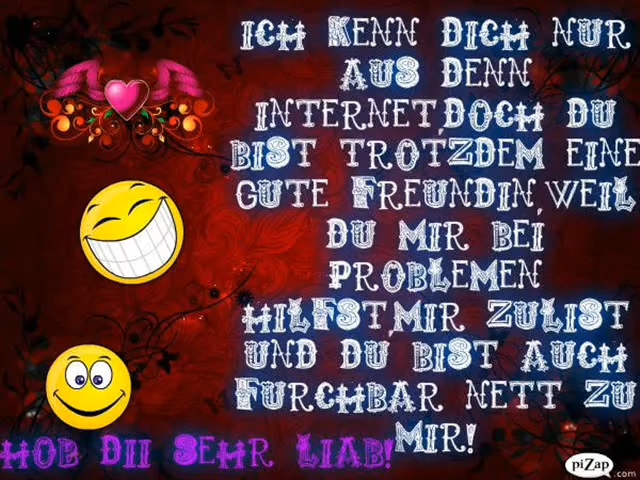 Ich Kenn Dich nur
aus Denn
Internet,Doch Du
bist trotzdem eine
gute Freundin,weil
Du mir bei
Problemen
hilfst,mir zulist
und du bist auch
Furchbar nett zu
mir!
hob Dii Sehr Liab!
piZap
.com